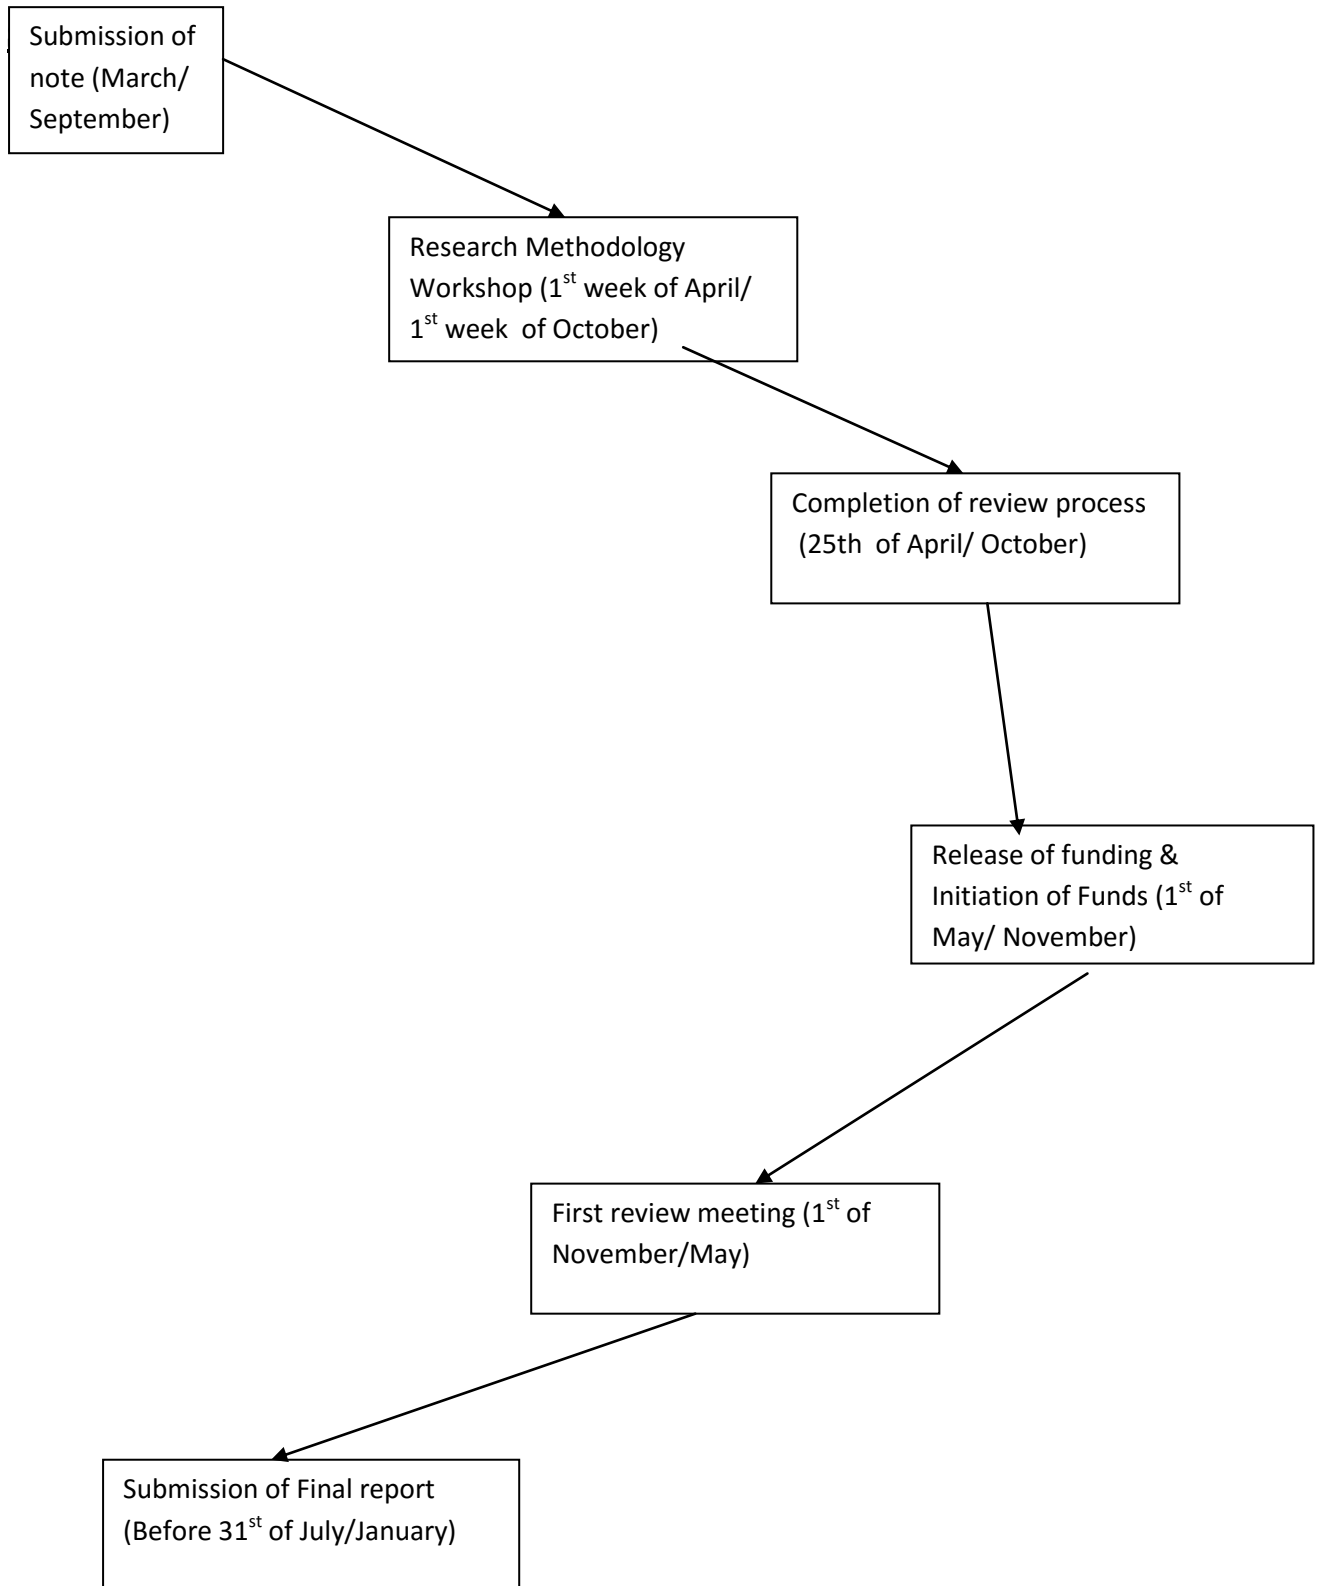 Submission of
note (March/
September)
Research Methodology
Workshop (1st week of April/
1st week  of October)
Completion of review process
(25th  of April/ October)
Release of funding &
Initiation of Funds (1st of
May/ November)
First review meeting (1st of
November/May)
Submission of Final report
(Before 31st of July/January)